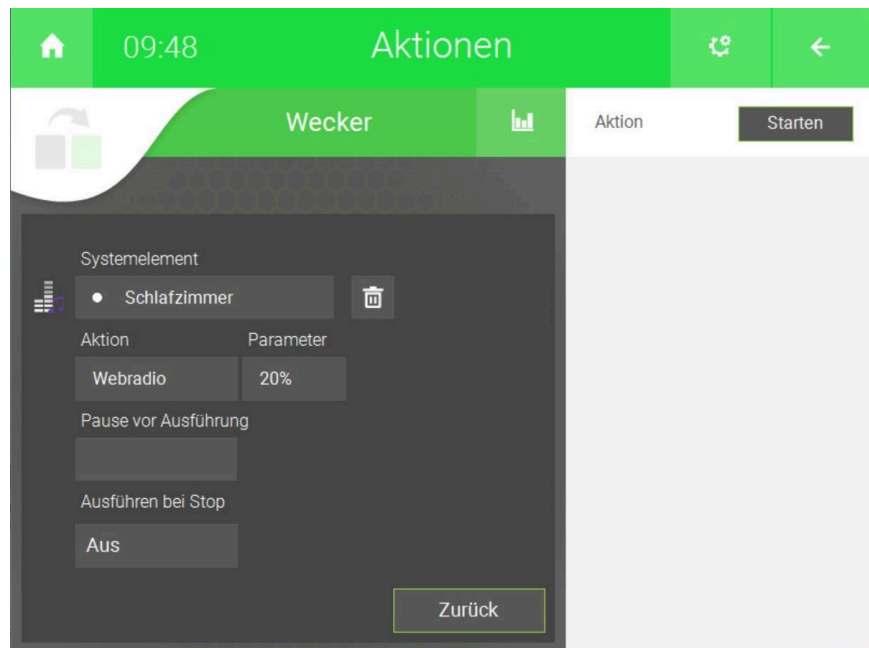 09:48 Aktionen
Wecker
Aktion Starten
Systemelement
Schlafzimmer
Aktion Parameter
Webradio 20%
Pause vor Ausführung
Ausführen bei Stop
Aus
Zurück